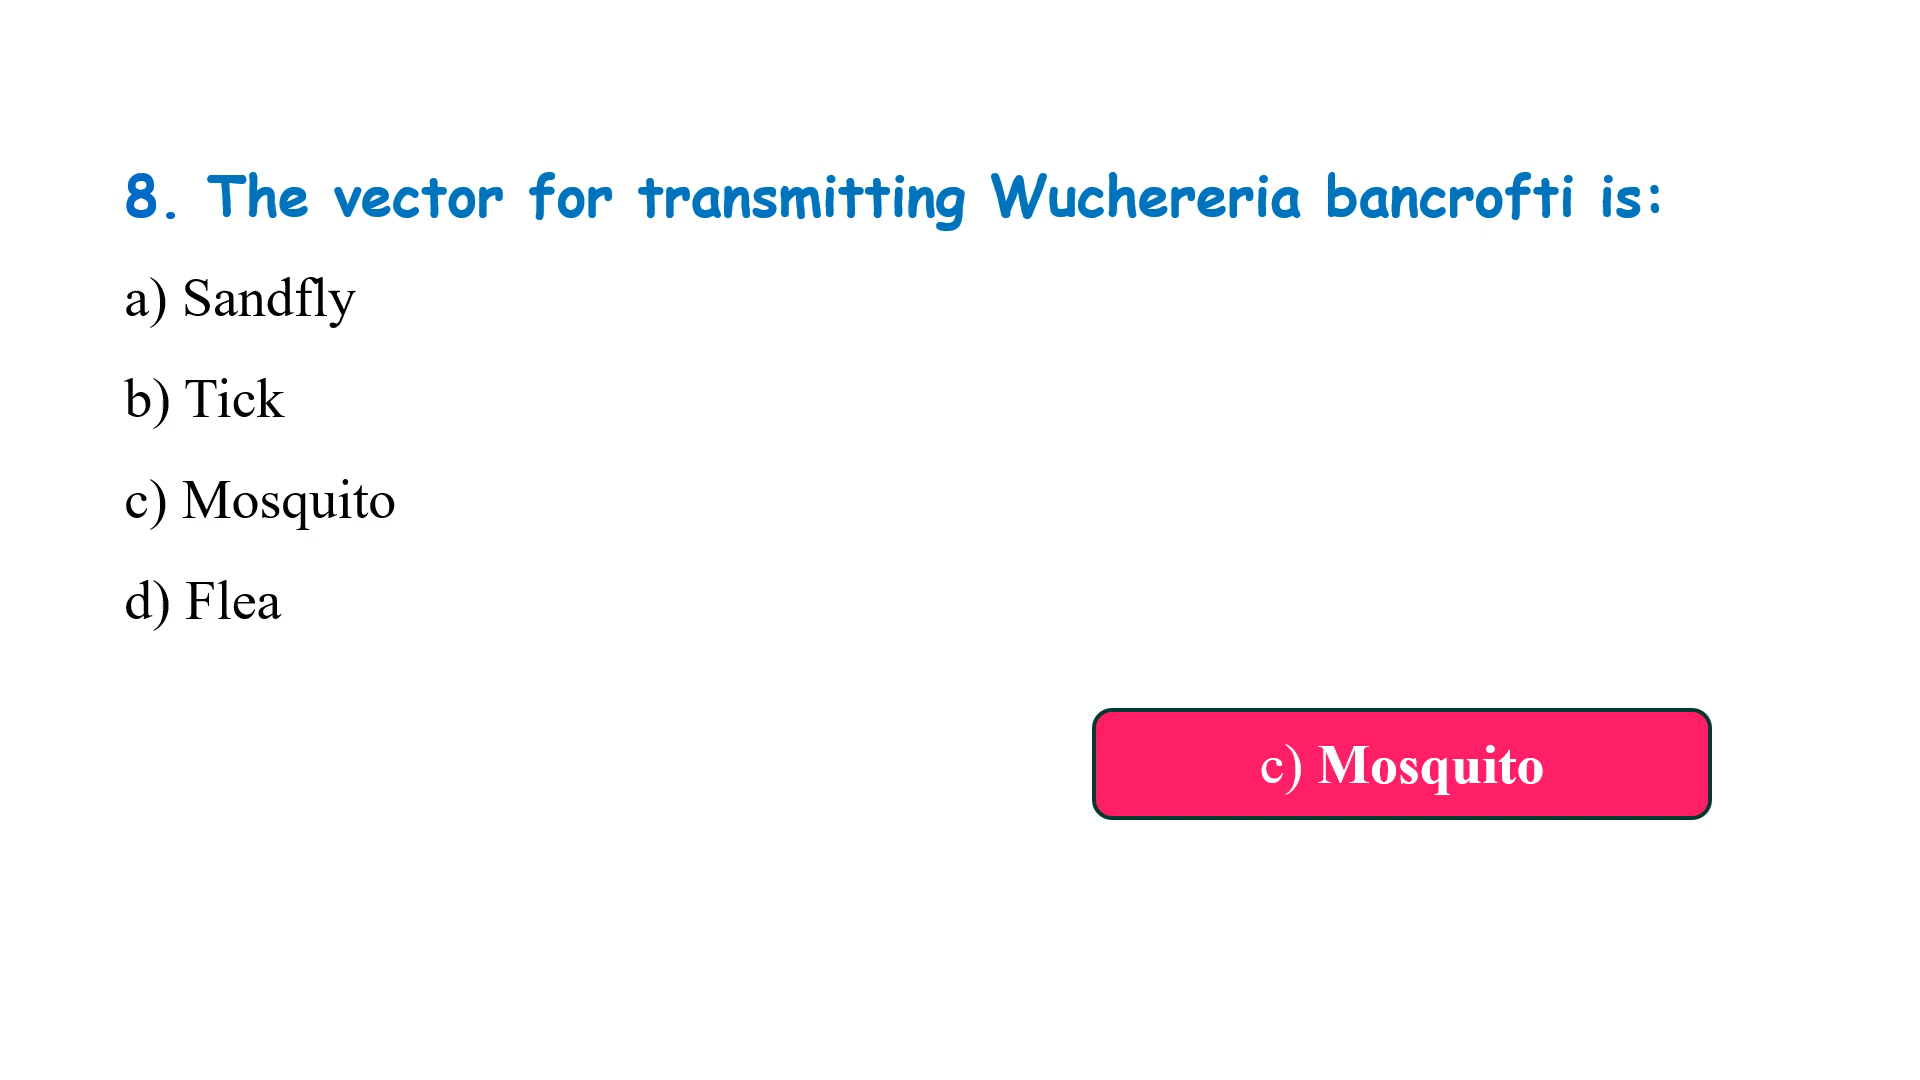 8. The vector for transmitting Wuchereria bancrofti is:
a) Sandfly
b) Tick
c) Mosquito
d) Flea
c) Mosquito